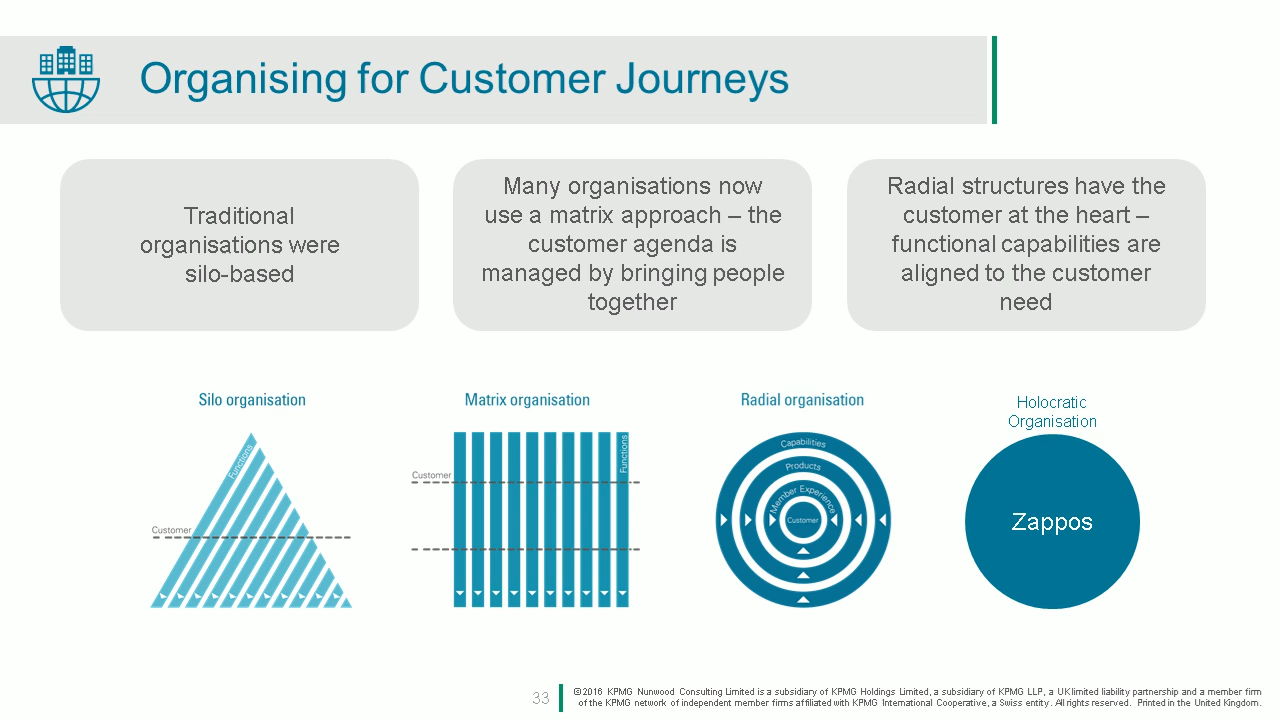 Organising for Customer Journeys
Traditional
organisations were
silo-based
Many organisations now
use a matrix approach – the
customer agenda is
managed by bringing people
together
Radial structures have the
customer at the heart –
functional capabilities are
aligned to the customer
need
Silo organisation
Functions
Customer
Matrix organisation
Functions
Customer
Radial organisation
Capabilities
Products
Member Experience
Customer
Holocratic
Organisation
Zappos
33
©2016 KPMG Nunwood Consulting Limited is a subsidiary of KPMG Holdings Limited, a subsidiary of KPMG LLP, a UK limited liability partnership and a member firm
of the KPMG network of independent member firms affiliated with KPMG International Cooperative, a Swiss entity. All rights reserved. Printed in the United Kingdom.